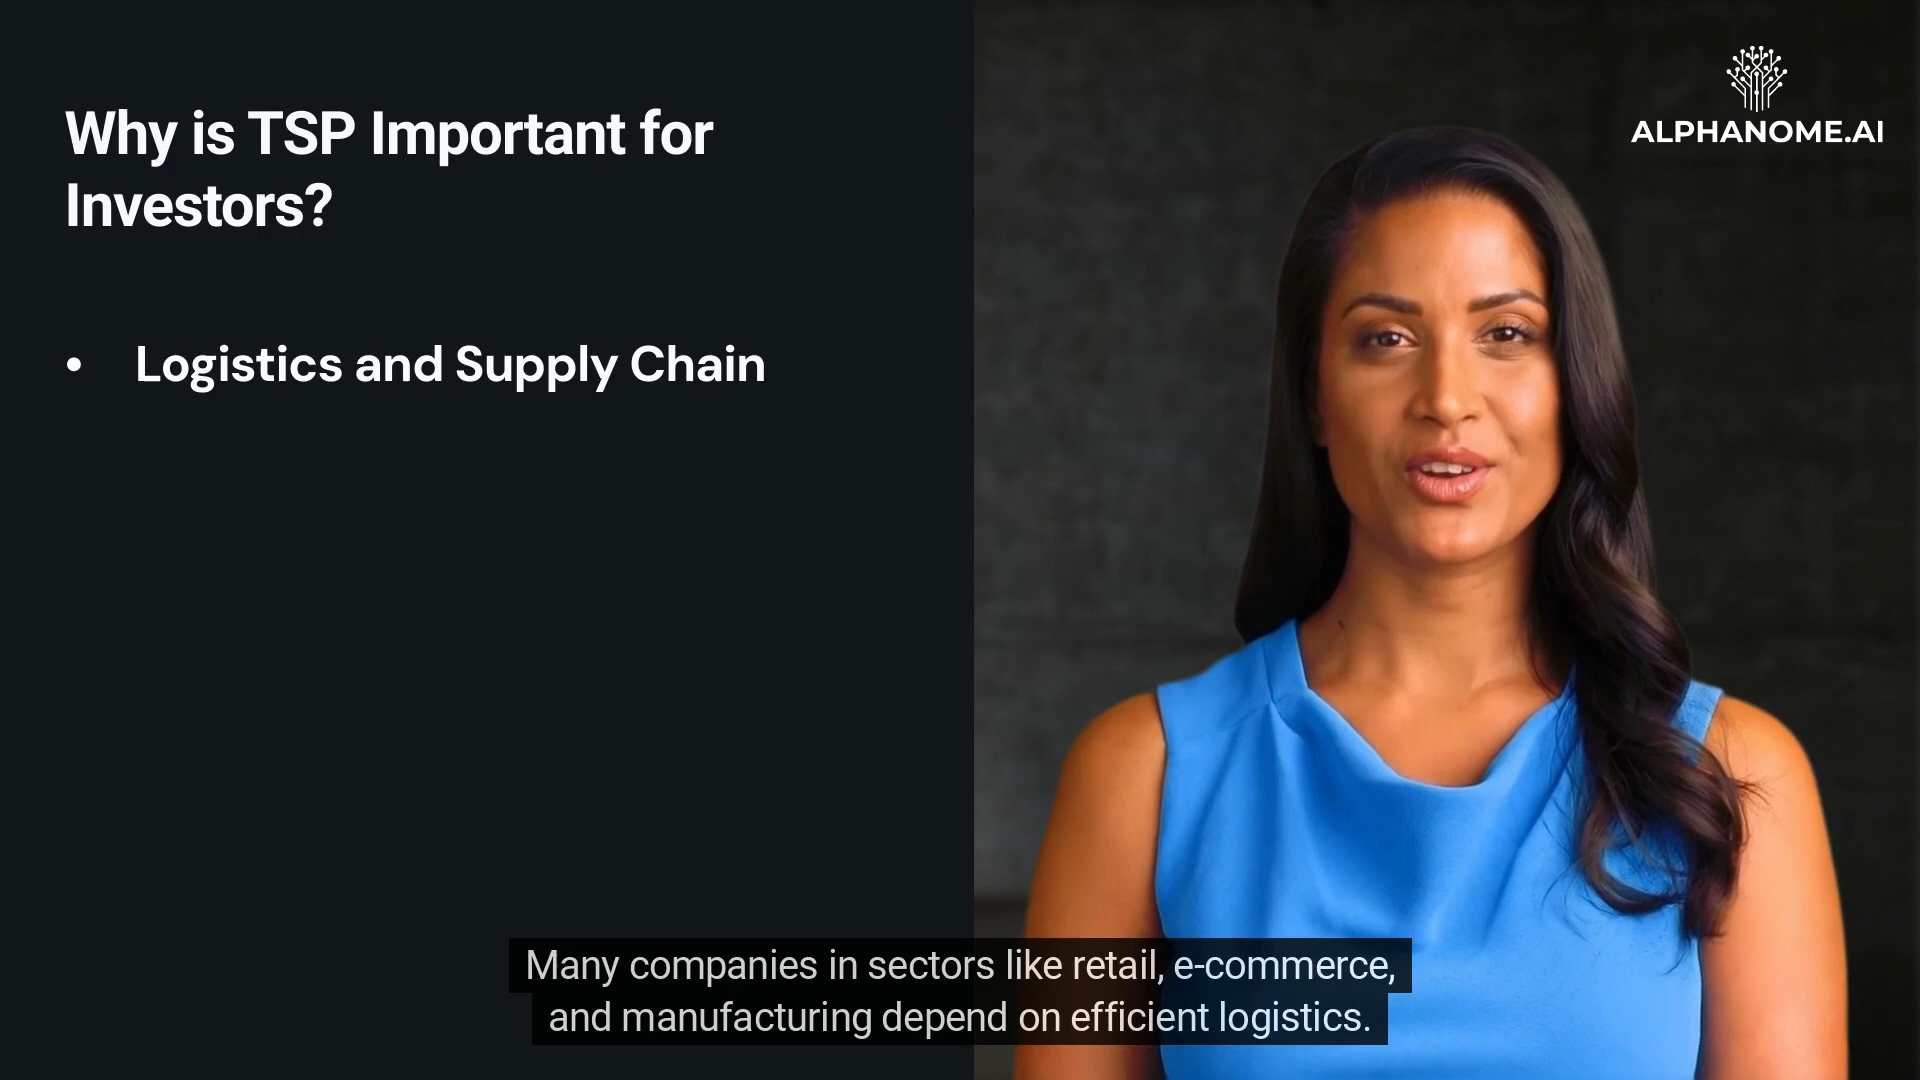 Why is TSP Important for
Investors?
• Logistics and Supply Chain
ALPHANOME.AI
Many companies in sectors like retail, e-commerce,
and manufacturing depend on efficient logistics.